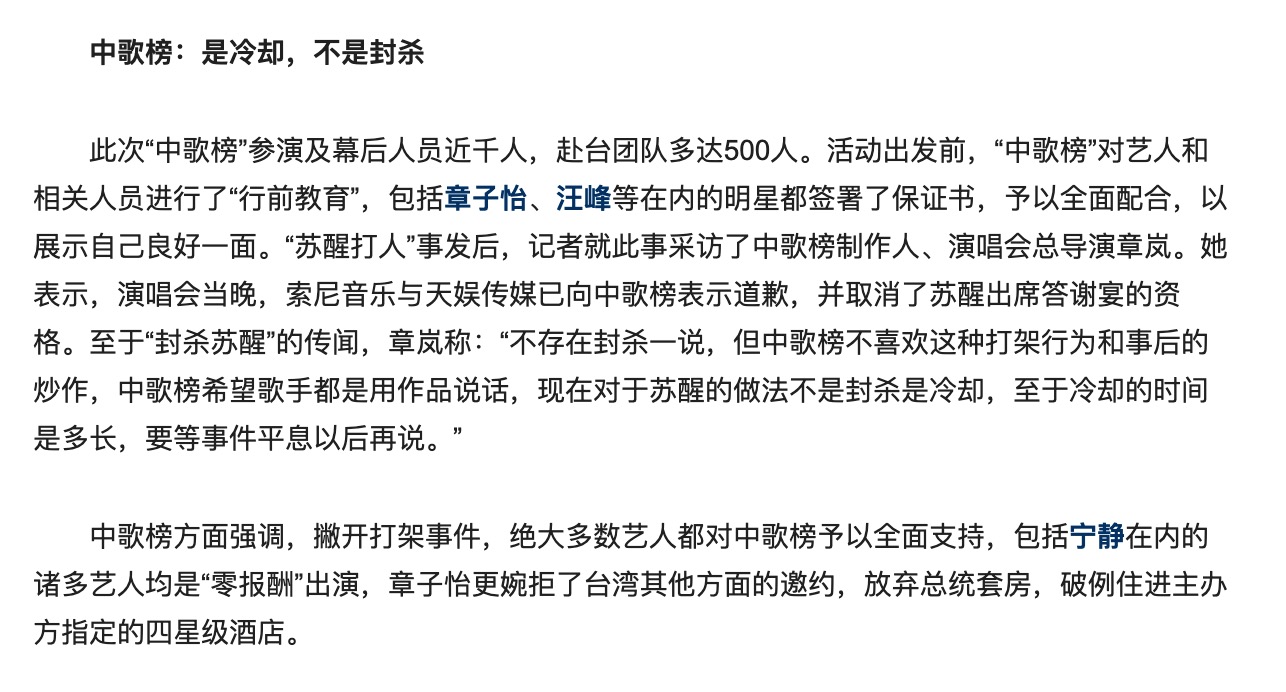 中歌榜：是冷却，不是封杀
此次“中歌榜”参演及幕后人员近千人，赴台团队多达500人。活动出发前，“中歌榜”对艺人和
相关人员进行了“行前教育”，包括章子怡、汪峰等在内的明星都签署了保证书，予以全面配合，以
展示自己良好一面。“苏醒打人”事发后，记者就此事采访了中歌榜制作人、演唱会总导演章岚。她
表示，演唱会当晚，索尼音乐与天娱传媒已向中歌榜表示道歉，并取消了苏醒出席答谢宴的资
格。至于“封杀苏醒”的传闻，章岚称：“不存在封杀一说，但中歌榜不喜欢这种打架行为和事后的
炒作，中歌榜希望歌手都是用作品说话，现在对于苏醒的做法不是封杀是冷却，至于冷却的时间
是多长，要等事件平息以后再说。”
中歌榜方面强调，撇开打架事件，绝大多数艺人都对中歌榜予以全面支持，包括宁静在内的
诸多艺人均是“零报酬”出演，章子怡更婉拒了台湾其他方面的邀约，放弃总统套房，破例住进主办
方指定的四星级酒店。